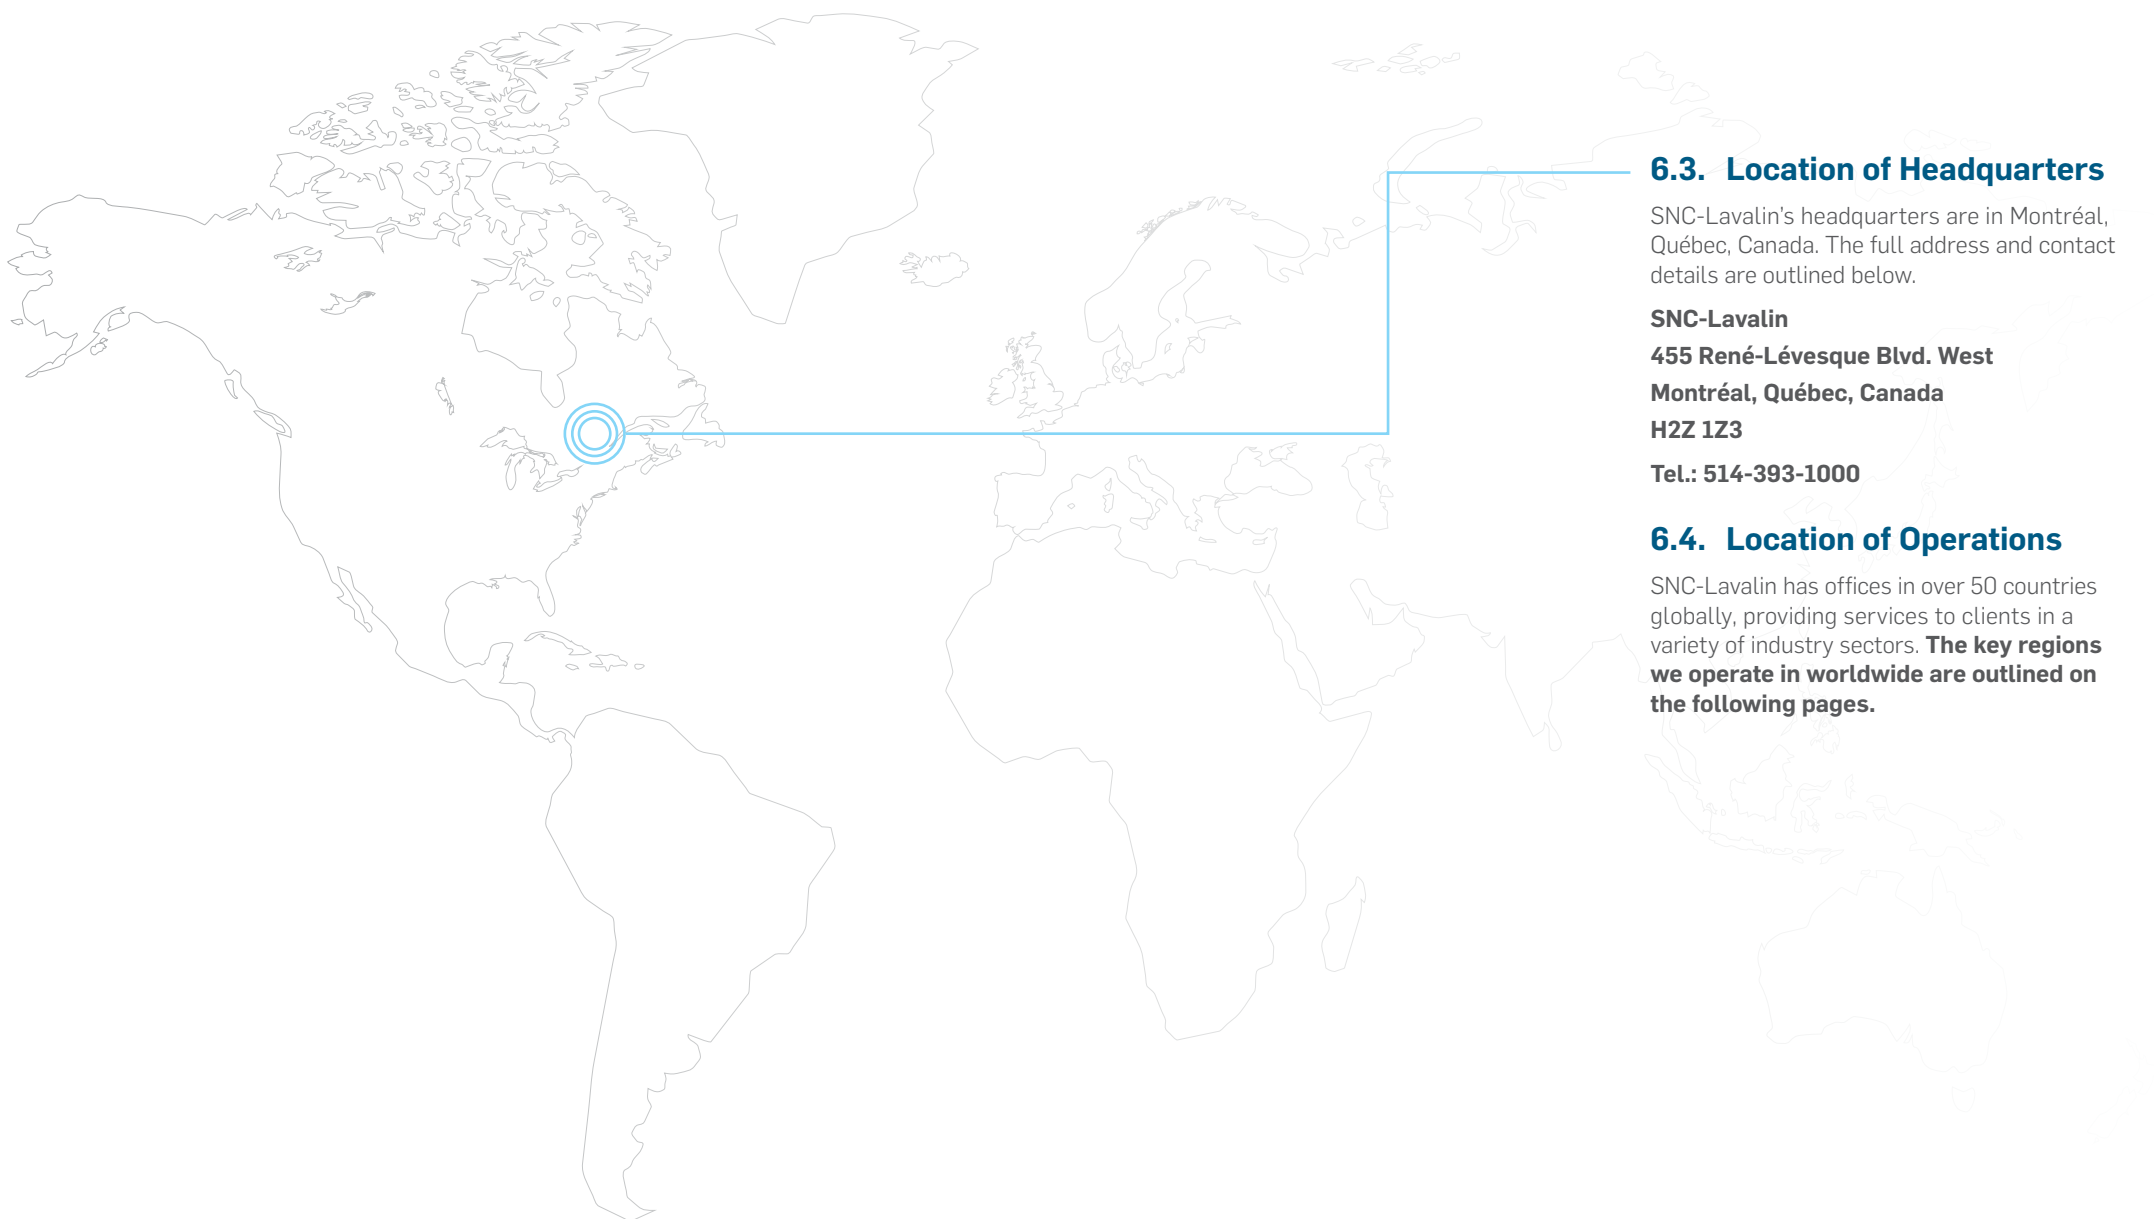 6.3. Location of Headquarters
SNC-Lavalin's headquarters are in Montréal,
Québec, Canada. The full address and contact
details are outlined below.
SNC-Lavalin
455 René-Lévesque Blvd. West
Montréal, Québec, Canada
H2Z 1Z3
Tel.: 514-393-1000
6.4. Location of Operations
SNC-Lavalin has offices in over 50 countries
globally, providing services to clients in a
variety of industry sectors. The key regions
we operate in worldwide are outlined on
the following pages.